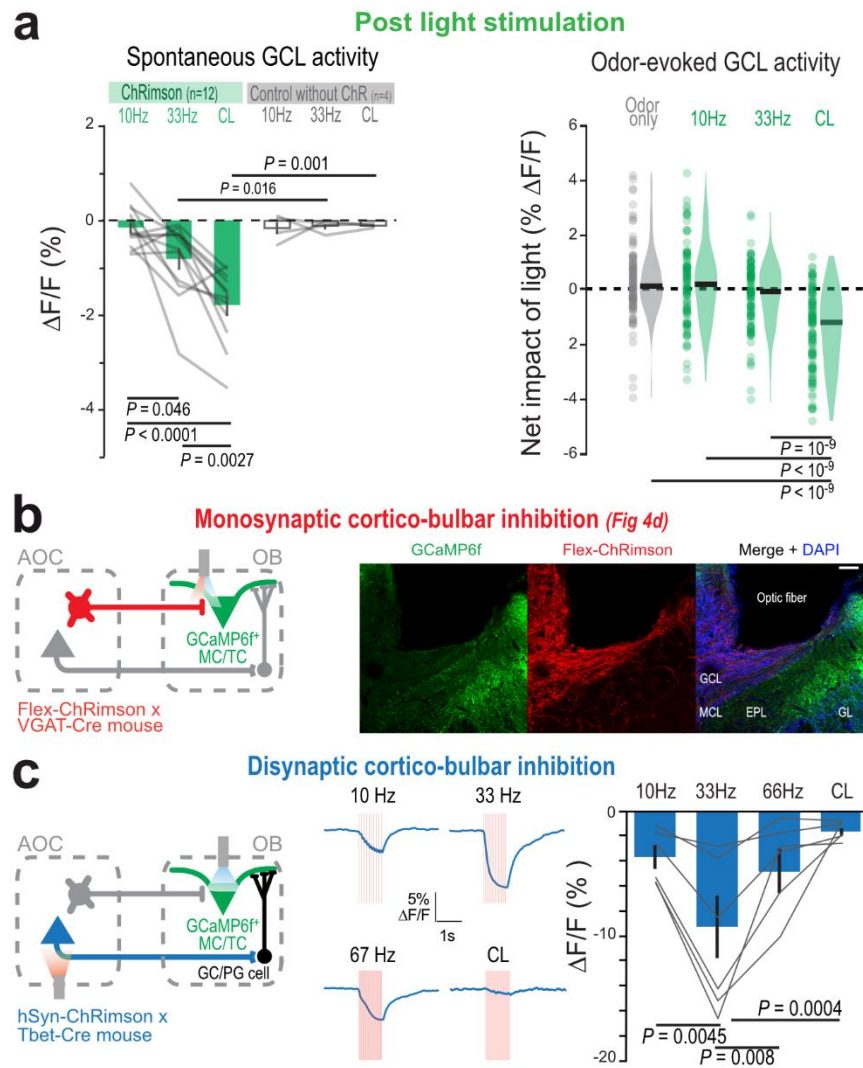 a
Post light stimulation
Spontaneous GCL activity
ChRimson (n=12)
Control without ChR (n=4)
10Hz 33Hz CL
10Hz 33Hz CL
2
0
-2
-4
ΔF/F (%)
P = 0.001
P = 0.016
P = 0.046
P < 0.0001
P = 0.0027
Odor-evoked GCL activity
Odor only
10Hz
33Hz
CL
Net impact of light (% ΔF/F)
6
4
2
0
2
-4
-6
P = 10⁻⁹
P < 10⁻⁹
P < 10⁻⁹
b
Monosynaptic cortico-bulbar inhibition (Fig 4d)
AOC
OB
GCaMP6f⁺
MC/TC
Flex-ChRimson x
VGAT-Cre mouse
GCaMP6f
Flex-ChRimson
Merge + DAPI
Optic fiber
GCL
MCL
EPL
GL
c
Disynaptic cortico-bulbar inhibition
AOC
OB
GCaMP6f⁺
MC/TC
GC/PG cell
hSyn-ChRimson x
Tbet-Cre mouse
10 Hz
33 Hz
5%
ΔF/F
1s
67 Hz
CL
10Hz 33Hz 66Hz CL
0
-10
-20
ΔF/F (%)
P = 0.0004
P = 0.0045
P = 0.008